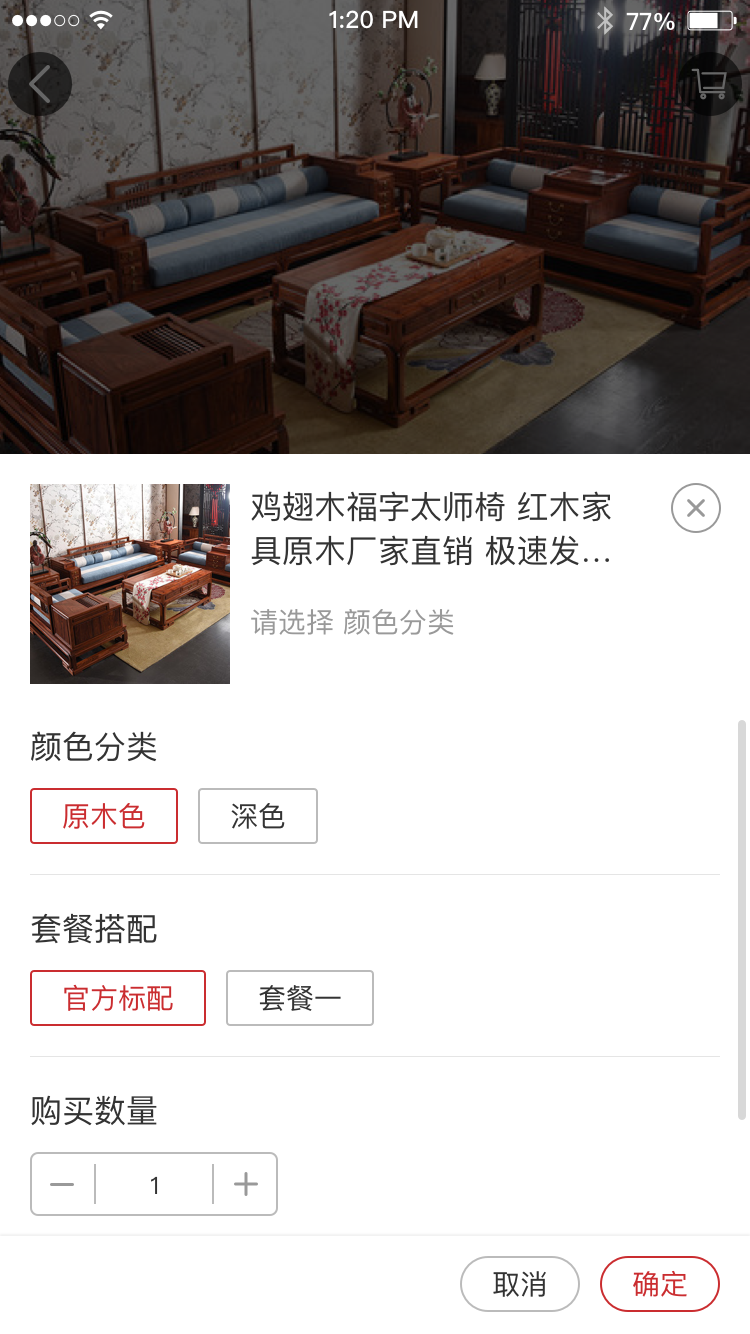 1:20 PM
77%
鸡翅木福字太师椅 红木家
具原木厂家直销 极速发...
请选择 颜色分类
颜色分类
原木色
深色
套餐搭配
官方标配
套餐一
购买数量
1
取消
确定